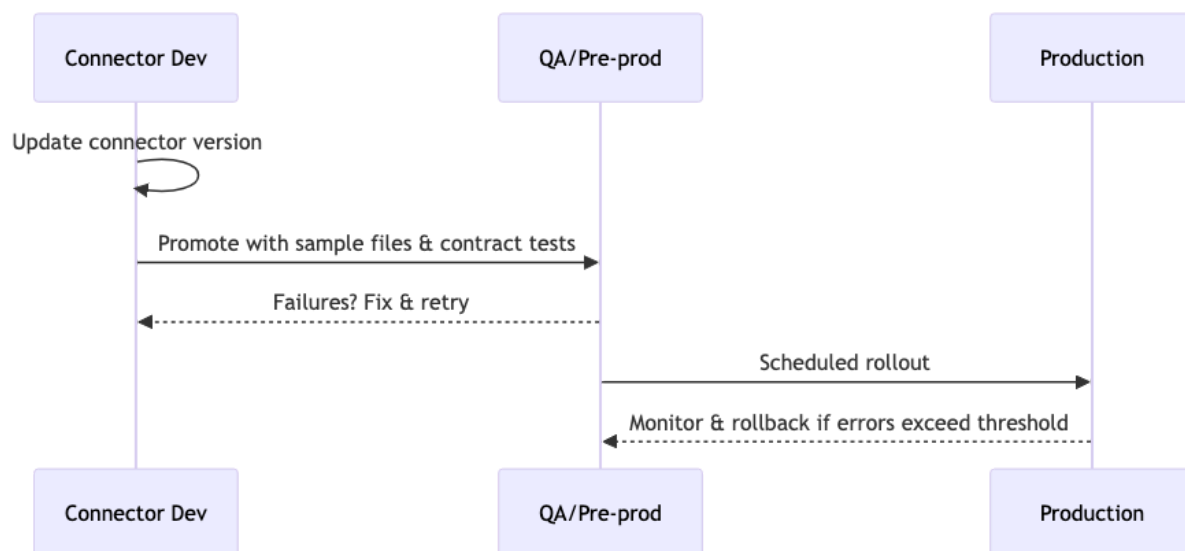 Connector Dev
QA/Pre-prod
Production
Update connector version
Promote with sample files & contract tests
Failures? Fix & retry
Scheduled rollout
Monitor & rollback if errors exceed threshold
Connector Dev
QA/Pre-prod
Production